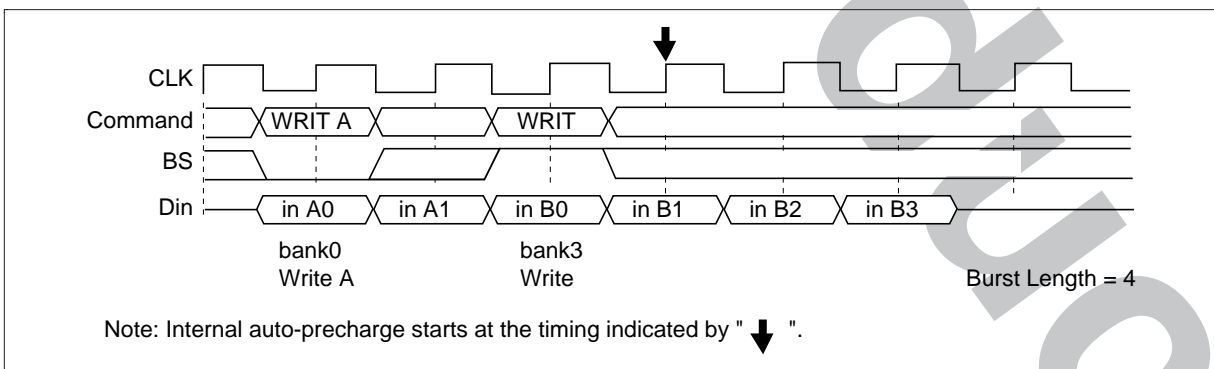 CLK
Command WRIT A WRIT
BS
Din in A0 in A1 in B0 in B1 in B2 in B3
bank0 bank3
Write A Write Burst Length = 4
Note: Internal auto-precharge starts at the timing indicated by " ".